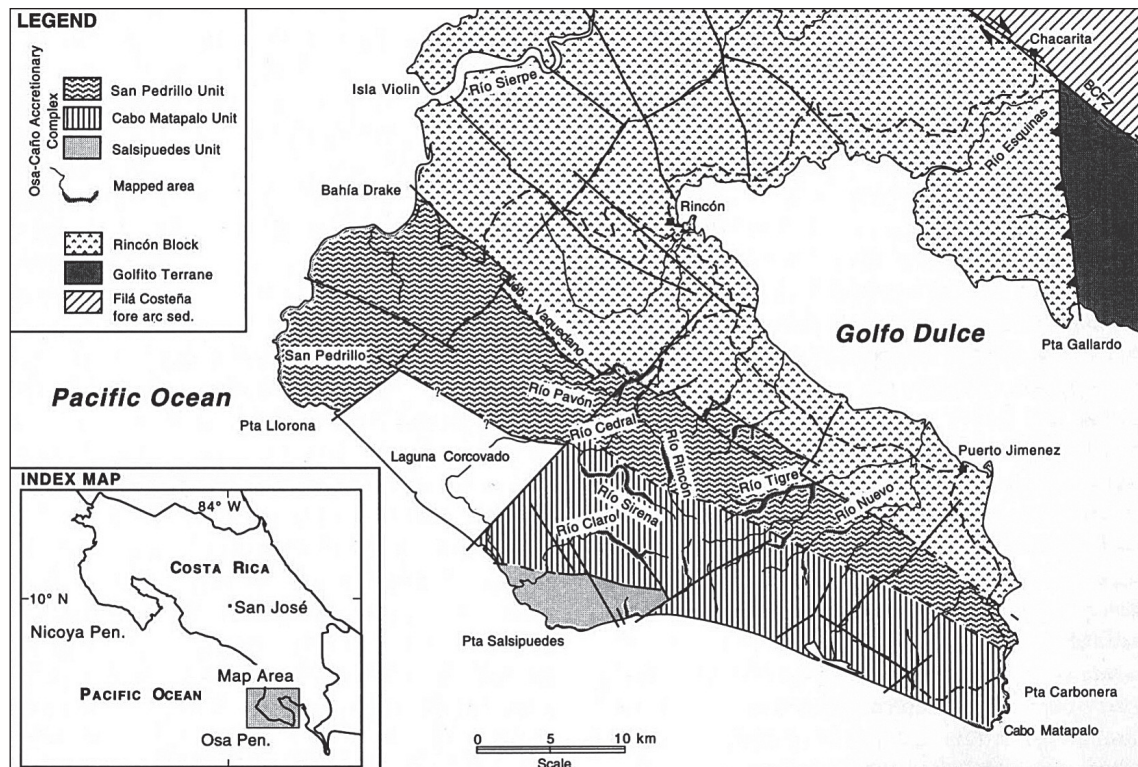 LEGEND
Osa-Caño Accretionary
Complex
San Pedrillo Unit
Cabo Matapalo Unit
Salsipuedes Unit
Mapped area
Rincón Block
Golfito Terrane
Filá Costeña
fore arc sed.
Chacarita
BCFZ
Isla Violin
Río Sierpe
Río Esquinas
Bahía Drake
Rincón
Vaquedano
Golfo Dulce
Pta Gallardo
San Pedrillo
Pacific Ocean
Río Pavón
?
Pta Llorona
?
Río Cedral
Laguna Corcovado
Río Rincón
Puerto Jimenez
Río Tigre
Río Sirena
Río Nuevo
Río Claro
Pta Salsipuedes
Pta Carbonera
Cabo Matapalo
0 5 10 km
Scale
INDEX MAP
84° W
COSTA RICA
10° N
San José
Nicoya Pen.
Map Area
PACIFIC OCEAN
Osa Pen.